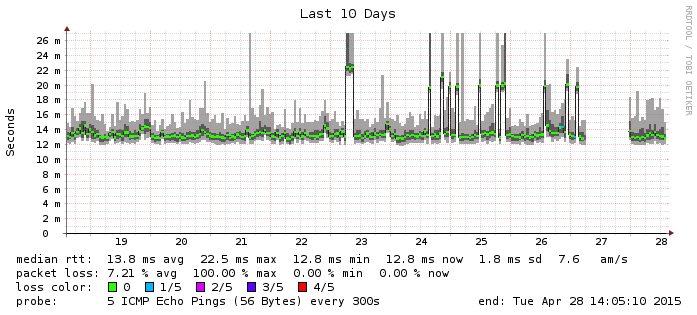 Last 10 Days
RRDTOOL / TOBI OETIKER
Seconds
26 m
24 m
22 m
20 m
18 m
16 m
14 m
12 m
10 m
8 m
6 m
4 m
2 m
0
19 20 21 22 23 24 25 26 27 28
median rtt: 13.8 ms avg 22.5 ms max 12.8 ms min 12.8 ms now 1.8 ms sd 7.6 am/s
packet loss: 7.21 % avg 100.00 % max 0.00 % min 0.00 % now
loss color: 0 1/5 2/5 3/5 4/5
probe: 5 ICMP Echo Pings (56 Bytes) every 300s end: Tue Apr 28 14:05:10 2015